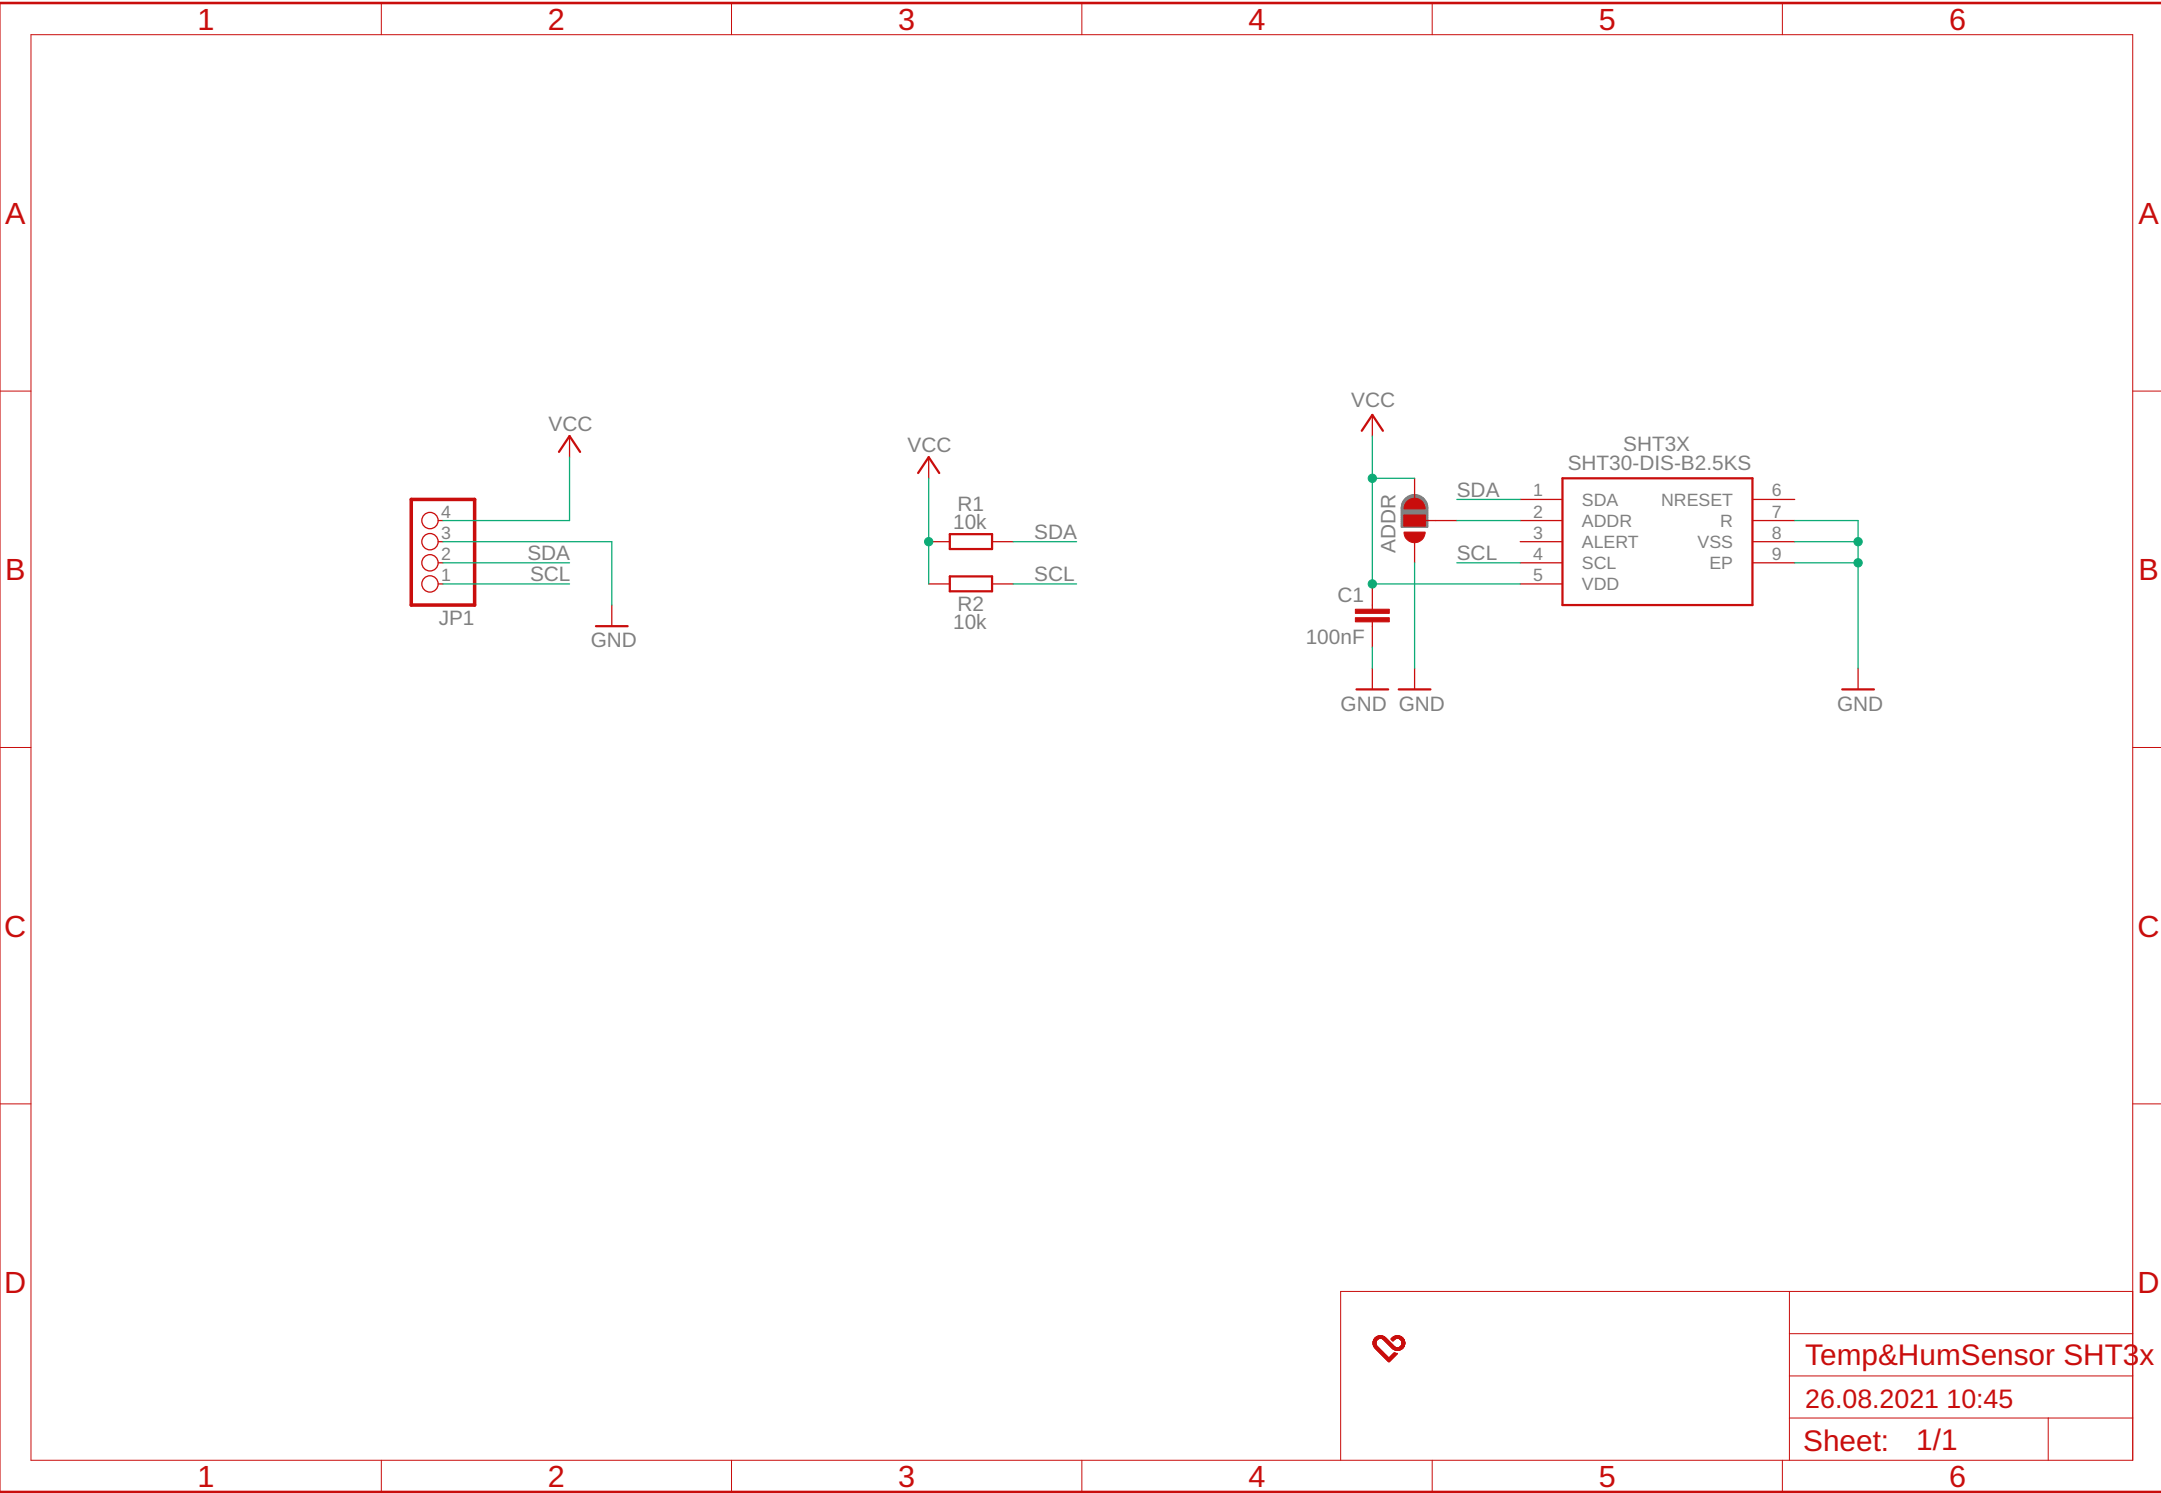 1 2 3 4 5 6
A A
B B
C C
D D
VCC
4
3
2 SDA
1 SCL
JP1
GND
VCC
R1
10k
SDA
SCL
R2
10k
VCC
SHT3X
SHT30-DIS-B2.5KS
ADDR
SDA 1 SDA NRESET 6
2 ADDR R 7
3 ALERT VSS 8
SCL 4 SCL EP 9
5 VDD
C1
100nF
GND GND GND
Temp&HumSensor SHT3x
26.08.2021 10:45
Sheet: 1/1
1 2 3 4 5 6